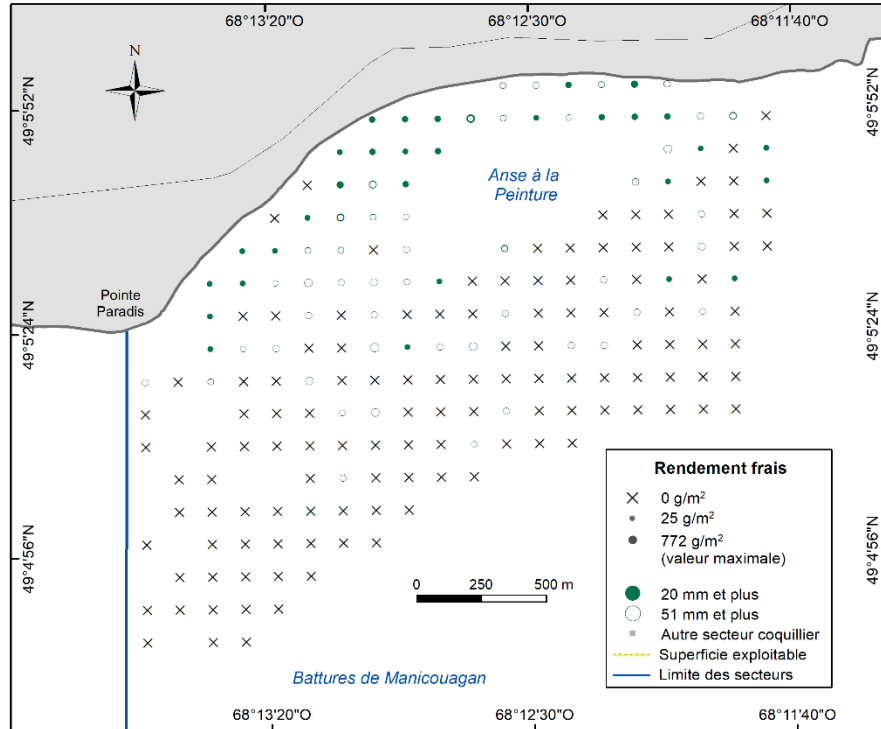 68°13'20"O 68°12'30"O 68°11'40"O
N
49°5'52"N 49°5'52"N
Anse à la
Peinture
Pointe
Paradis
49°5'24"N 49°5'24"N
Rendement frais
0 g/m²
25 g/m²
772 g/m²
(valeur maximale)
20 mm et plus
51 mm et plus
Autre secteur coquillier
Superficie exploitable
Limite des secteurs
49°4'56"N 49°4'56"N
0 250 500 m
Battures de Manicouagan
68°13'20"O 68°12'30"O 68°11'40"O